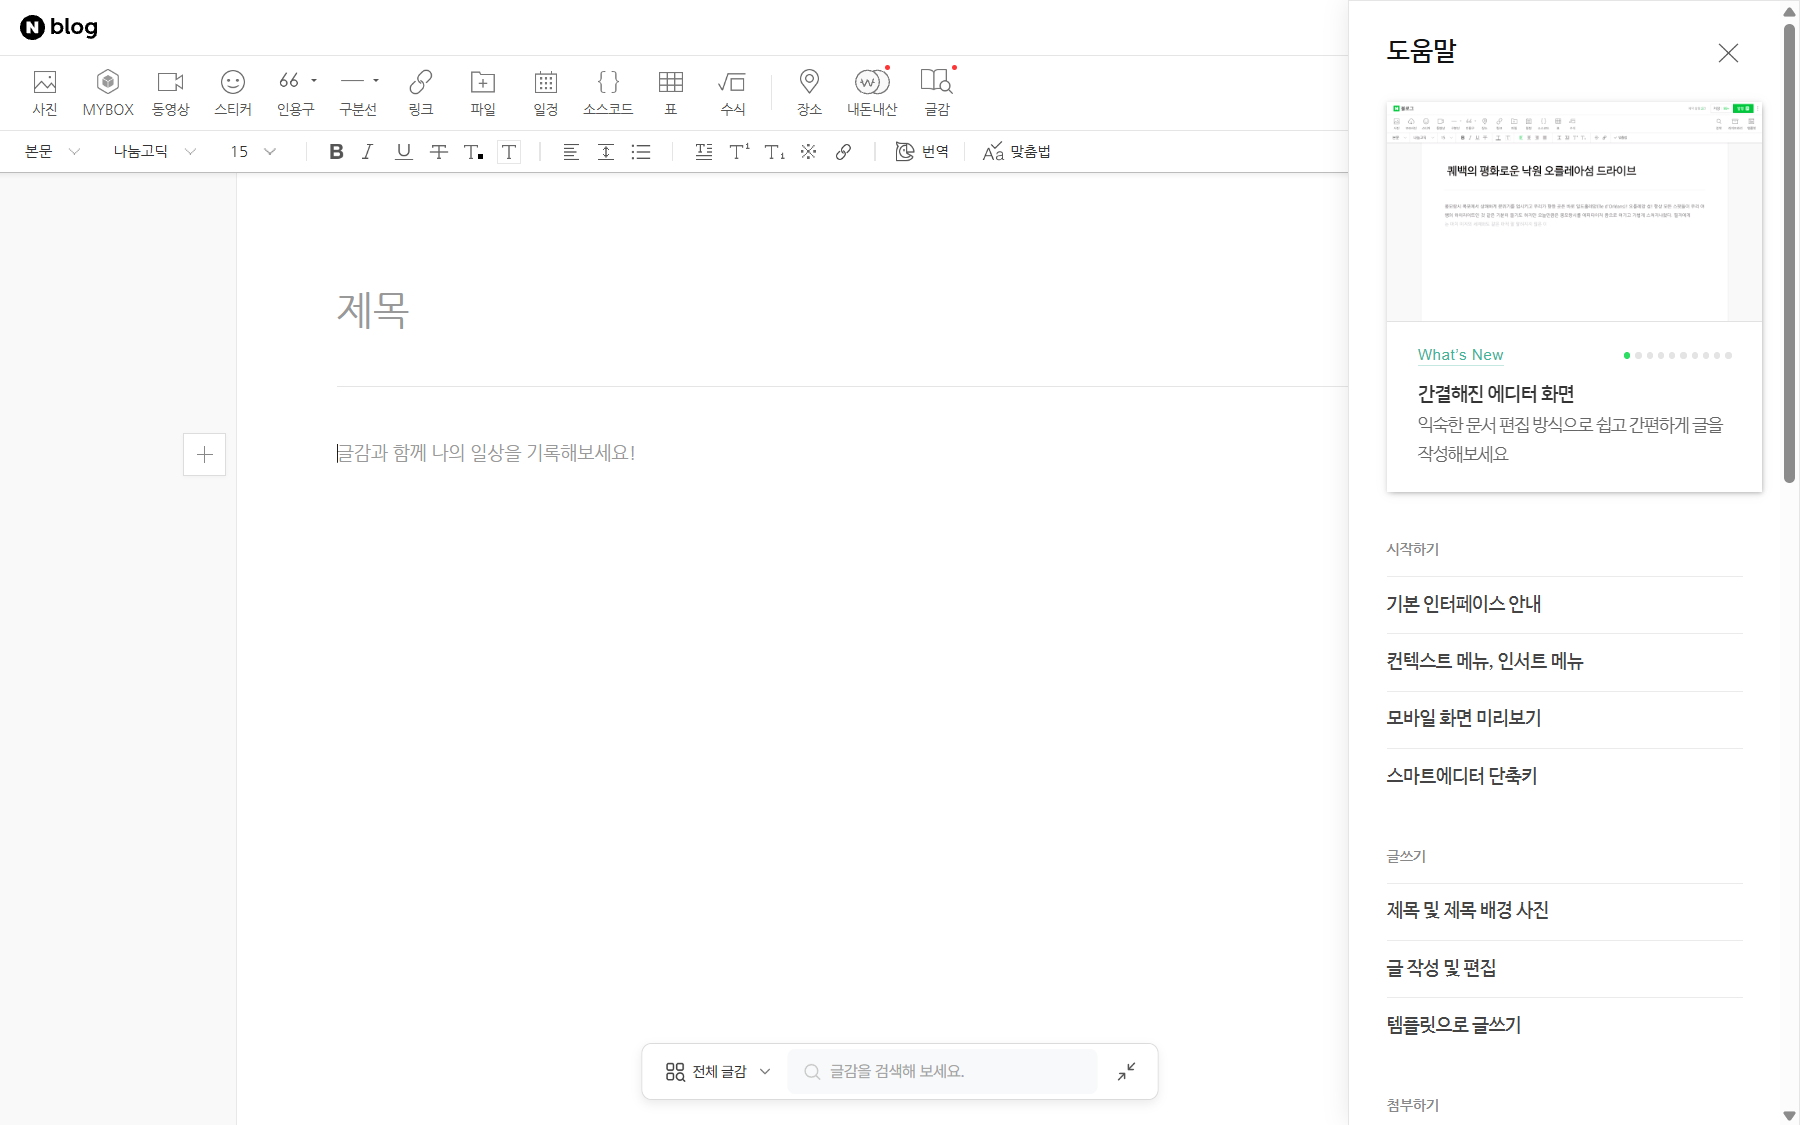 blog
사진
MYBOX
동영상
스티커
인용구
구분선
링크
파일
일정
소스코드
표
수식
장소
내돈내산
글감
본문
나눔고딕
15
번역
맞춤법
제목
글감과 함께 나의 일상을 기록해보세요!
전체 글감
글감을 검색해 보세요.
도움말
퀘백의 평화로운 낙원 오를레아섬 드라이브
What's New
간결해진 에디터 화면
익숙한 문서 편집 방식으로 쉽고 간편하게 글을
작성해보세요
시작하기
기본 인터페이스 안내
컨텍스트 메뉴, 인서트 메뉴
모바일 화면 미리보기
스마트에디터 단축키
글쓰기
제목 및 제목 배경 사진
글 작성 및 편집
템플릿으로 글쓰기
첨부하기